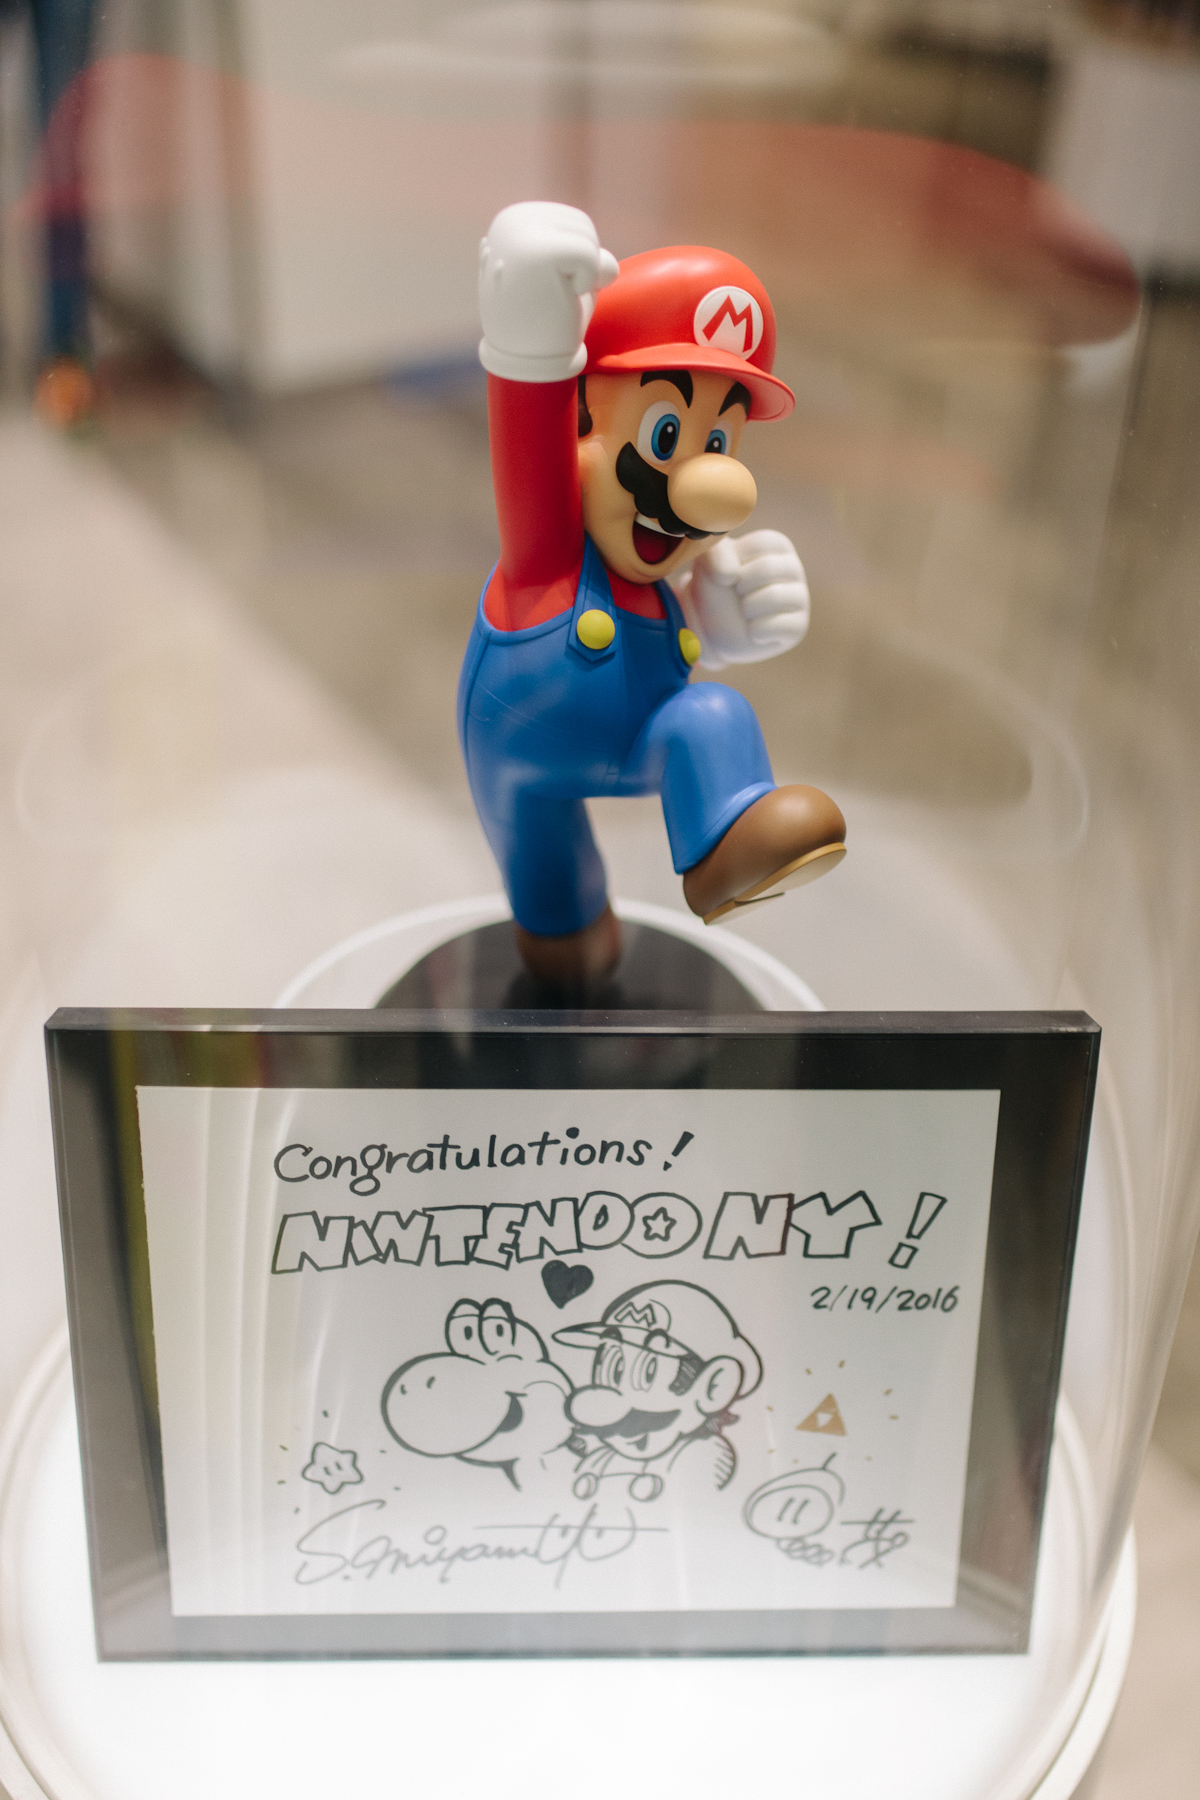 M
Congratulations!
NINTENDO NY!
2/19/2016
M
S. Miyamoto